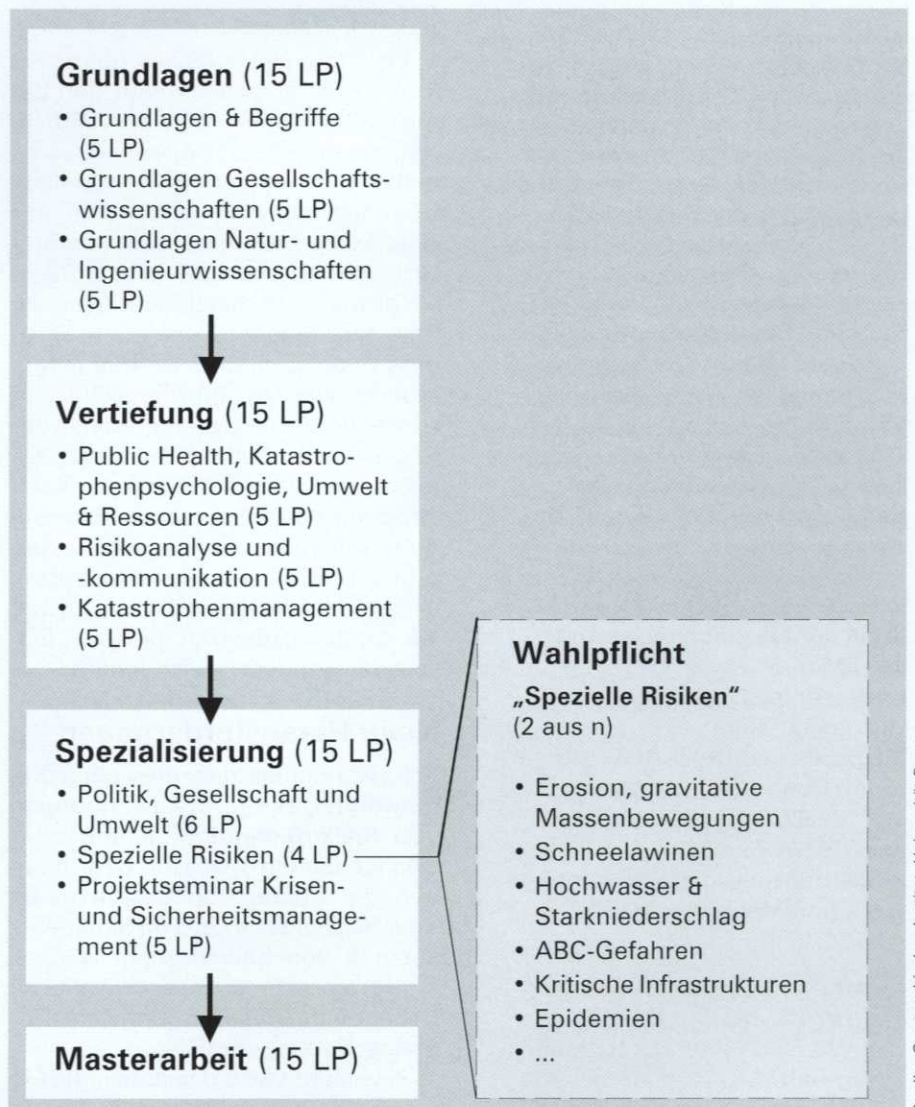 Grundlagen (15 LP)
• Grundlagen & Begriffe
(5 LP)
• Grundlagen Gesellschafts-
wissenschaften (5 LP)
• Grundlagen Natur- und
Ingenieurwissenschaften
(5 LP)
Vertiefung (15 LP)
• Public Health, Katastro-
phenpsychologie, Umwelt
& Ressourcen (5 LP)
• Risikoanalyse und
-kommunikation (5 LP)
• Katastrophenmanagement
(5 LP)
Spezialisierung (15 LP)
• Politik, Gesellschaft und
Umwelt (6 LP)
• Spezielle Risiken (4 LP)
• Projektseminar Krisen-
und Sicherheitsmanage-
ment (5 LP)
Masterarbeit (15 LP)
Wahlpflicht
„Spezielle Risiken“
(2 aus n)
• Erosion, gravitative
Massenbewegungen
• Schneelawinen
• Hochwasser &
Starkniederschlag
• ABC-Gefahren
• Kritische Infrastrukturen
• Epidemien
• ...